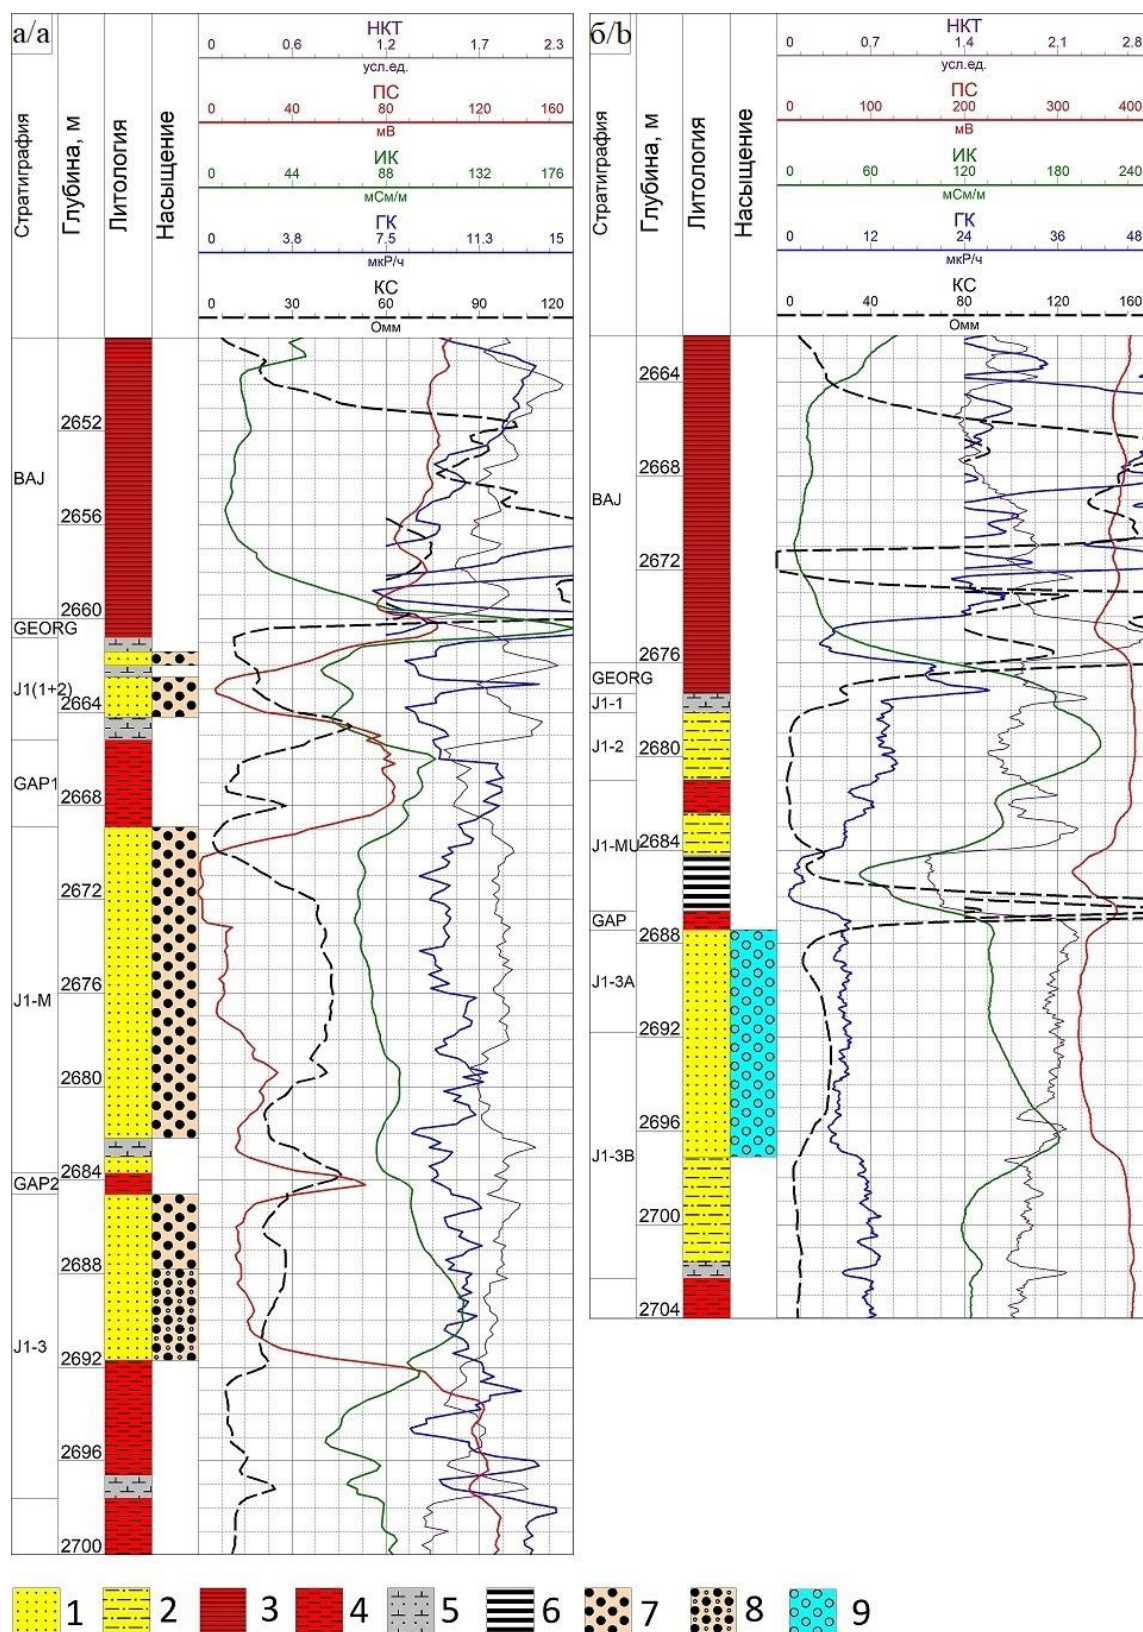 а/a
Стратиграфия
Глубина, м
Литология
Насыщение
НКТ
0 0.6 1.2 1.7 2.3
усл.ед.
ПС
0 40 80 120 160
мВ
ИК
0 44 88 132 176
мСм/м
ГК
0 3.8 7.5 11.3 15
мкР/ч
КС
0 30 60 90 120
Омм
BAJ
GEORG
J1(1+2)
GAP1
J1-M
GAP2
J1-3
2652
2656
2660
2664
2668
2672
2676
2680
2684
2688
2692
2696
2700
б/b
Стратиграфия
Глубина, м
Литология
Насыщение
НКТ
0 0.7 1.4 2.1 2.8
усл.ед.
ПС
0 100 200 300 400
мВ
ИК
0 60 120 180 240
мСм/м
ГК
0 12 24 36 48
мкР/ч
КС
0 40 80 120 160
Омм
BAJ
GEORG
J1-1
J1-2
J1-MU
GAP
J1-3A
J1-3B
2664
2668
2672
2676
2680
2684
2688
2692
2696
2700
2704
1 2 3 4 5 6 7 8 9